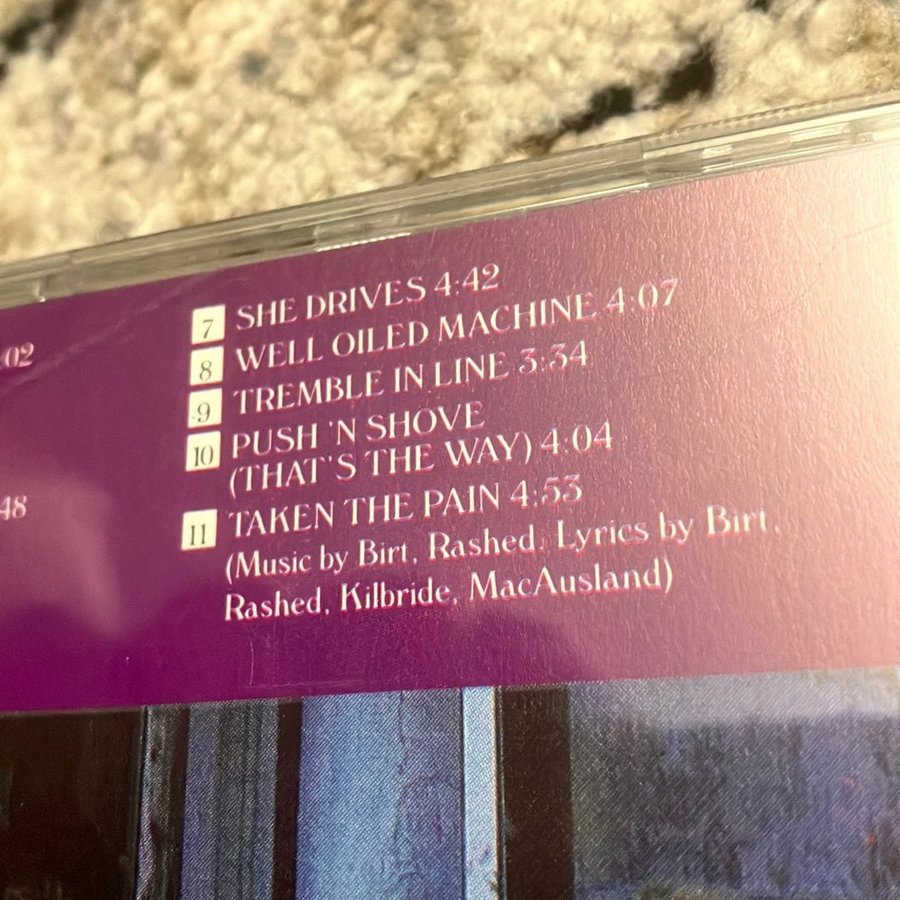 :02
48
7 SHE DRIVES 4:42
8 WELL OILED MACHINE 4:07
9 TREMBLE IN LINE 3:34
10 PUSH 'N SHOVE
(THAT'S THE WAY) 4:04
11 TAKEN THE PAIN 4:53
(Music by Birt, Rashed, Lyrics by Birt,
Rashed, Kilbride, MacAusland)